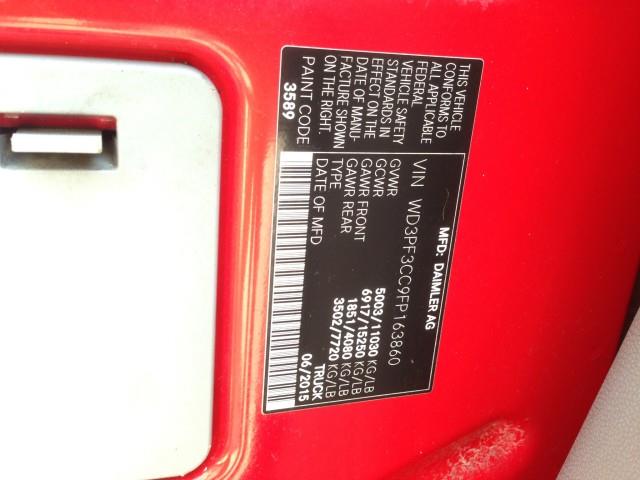 MFD: DAIMLER AG
VIN WD3PF3CC9FP163860
GVWR 5003/11030 KG/LB
GCWR 6917/15250 KG/LB
GAWR FRONT 1851/4080 KG/LB
GAWR REAR 3502/7720 KG/LB
TYPE TRUCK
DATE OF MFD 06/2015
THIS VEHICLE
CONFORMS TO
ALL APPLICABLE
FEDERAL
VEHICLE SAFETY
STANDARDS IN
EFFECT ON THE
DATE OF MANU-
FACTURE SHOWN
ON THE RIGHT.
PAINT CODE
3589